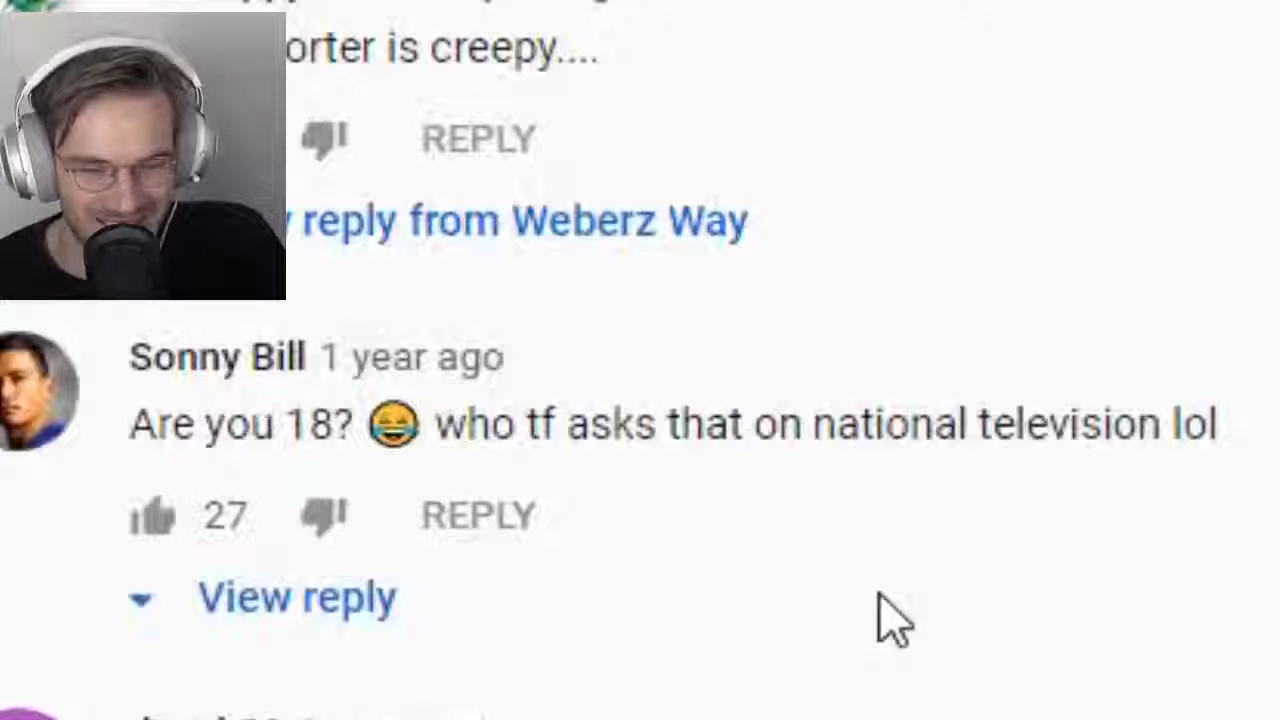 orter is creepy....
REPLY
reply from Weberz Way
Sonny Bill 1 year ago
Are you 18? 😂 who tf asks that on national television lol
27 REPLY
View reply